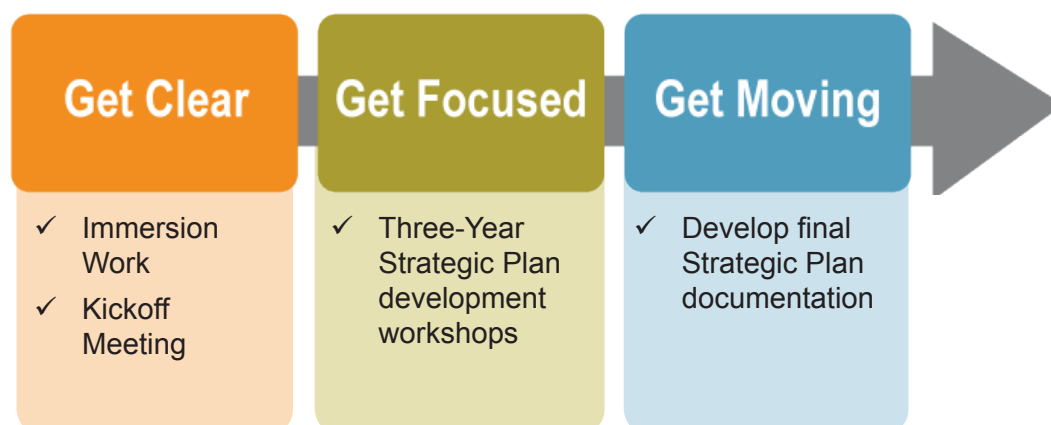 Get Clear
✓ Immersion
Work
✓ Kickoff
Meeting
Get Focused
✓ Three-Year
Strategic Plan
development
workshops
Get Moving
✓ Develop final
Strategic Plan
documentation